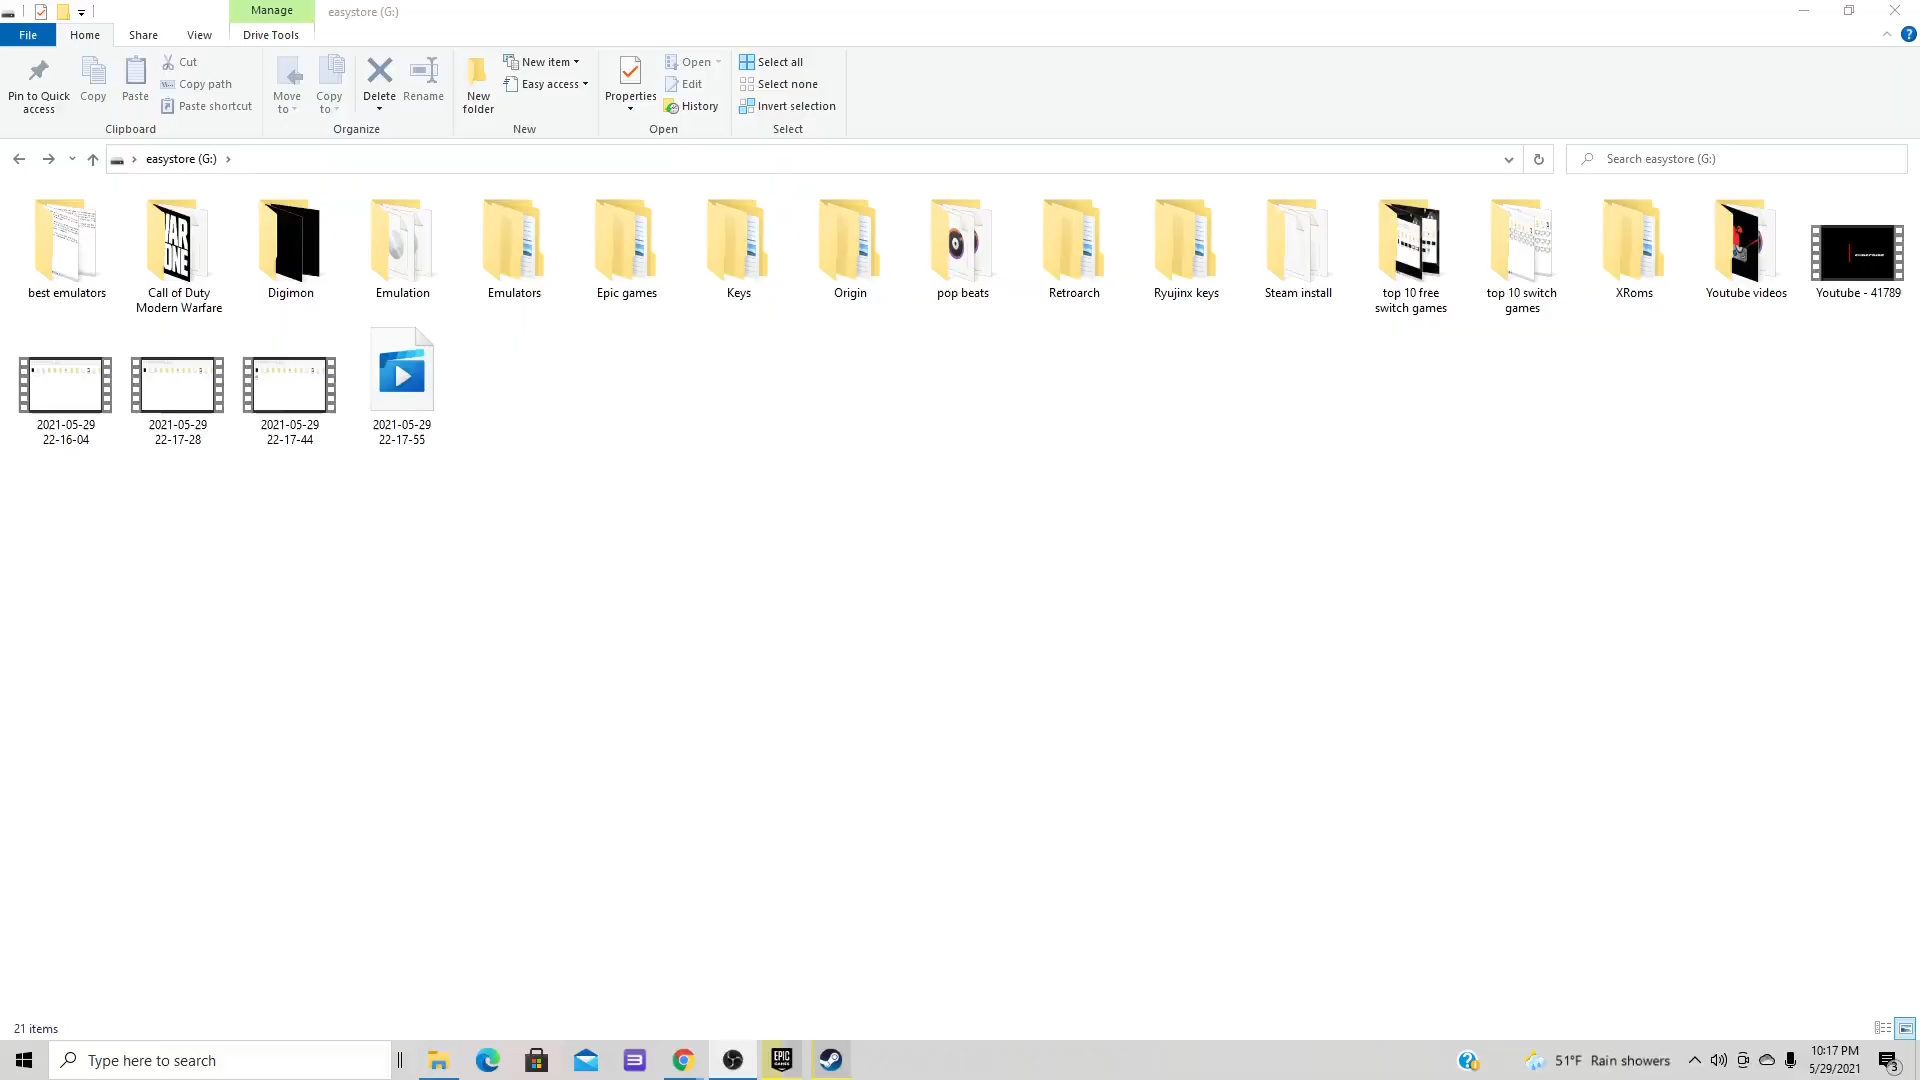 Manage
easystore (G:)
File
Home
Share
View
Drive Tools
Pin to Quick
access
Copy
Paste
Cut
Copy path
Paste shortcut
Clipboard
Move
to
Copy
to
Delete
Rename
Organize
New
folder
New item
Easy access
New
Properties
Open
Edit
History
Open
Select all
Select none
Invert selection
Select
easystore (G:)
Search easystore (G:)
best emulators
Call of Duty
Modern Warfare
Digimon
Emulation
Emulators
Epic games
Keys
Origin
pop beats
Retroarch
Ryujinx keys
Steam install
top 10 free
switch games
top 10 switch
games
XRoms
Youtube videos
Youtube - 41789
2021-05-29
22-16-04
2021-05-29
22-17-28
2021-05-29
22-17-44
2021-05-29
22-17-55
21 items
Type here to search
EPIC
GAMES
51°F Rain showers
10:17 PM
5/29/2021
3